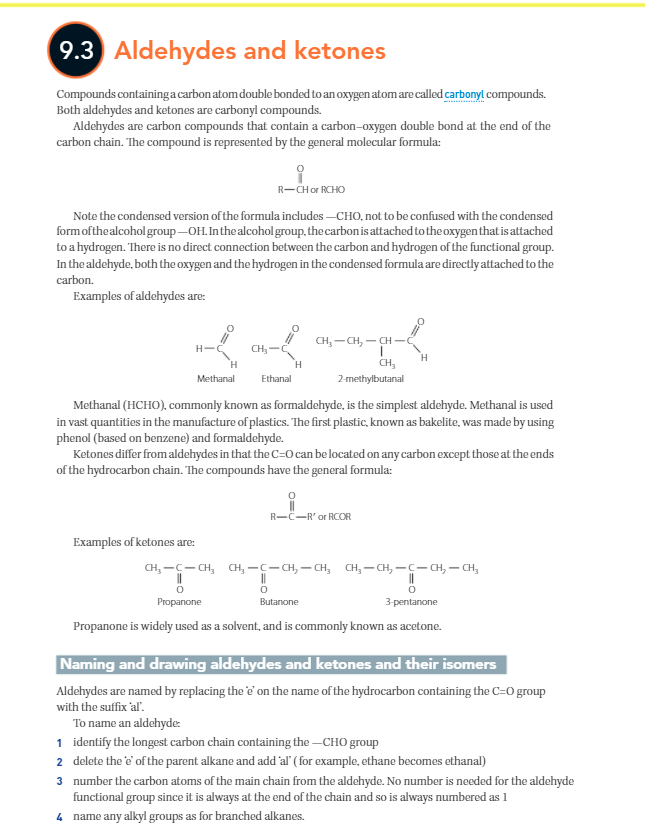 9.3 Aldehydes and ketones
Compounds containing a carbon atom double bonded to an oxygen atom are called carbonyl compounds.
Both aldehydes and ketones are carbonyl compounds.
Aldehydes are carbon compounds that contain a carbon–oxygen double bond at the end of the
carbon chain. The compound is represented by the general molecular formula:
O
R—CH or RCHO
Note the condensed version of the formula includes —CHO, not to be confused with the condensed
form of the alcohol group —OH. In the alcohol group, the carbon is attached to the oxygen that is attached
to a hydrogen. There is no direct connection between the carbon and hydrogen of the functional group.
In the aldehyde, both the oxygen and the hydrogen in the condensed formula are directly attached to the
carbon.
Examples of aldehydes are:
O O O
H—C CH₃—C CH₃—CH₂—CH—C
H H CH₃ H
Methanal Ethanal 2-methylbutanal
Methanal (HCHO), commonly known as formaldehyde, is the simplest aldehyde. Methanal is used
in vast quantities in the manufacture of plastics. The first plastic, known as bakelite, was made by using
phenol (based on benzene) and formaldehyde.
Ketones differ from aldehydes in that the C=O can be located on any carbon except those at the ends
of the hydrocarbon chain. The compounds have the general formula:
O
R—C—R' or RCOR
Examples of ketones are:
CH₃—C—CH₃ CH₃—C—CH₂—CH₃ CH₃—CH₂—C—CH₂—CH₃
O O O
Propanone Butanone 3-pentanone
Propanone is widely used as a solvent, and is commonly known as acetone.
Naming and drawing aldehydes and ketones and their isomers
Aldehydes are named by replacing the 'e' on the name of the hydrocarbon containing the C=O group
with the suffix 'al'.
To name an aldehyde:
1 identify the longest carbon chain containing the —CHO group
2 delete the 'e' of the parent alkane and add 'al' (for example, ethane becomes ethanal)
3 number the carbon atoms of the main chain from the aldehyde. No number is needed for the aldehyde
functional group since it is always at the end of the chain and so is always numbered as 1
4 name any alkyl groups as for branched alkanes.